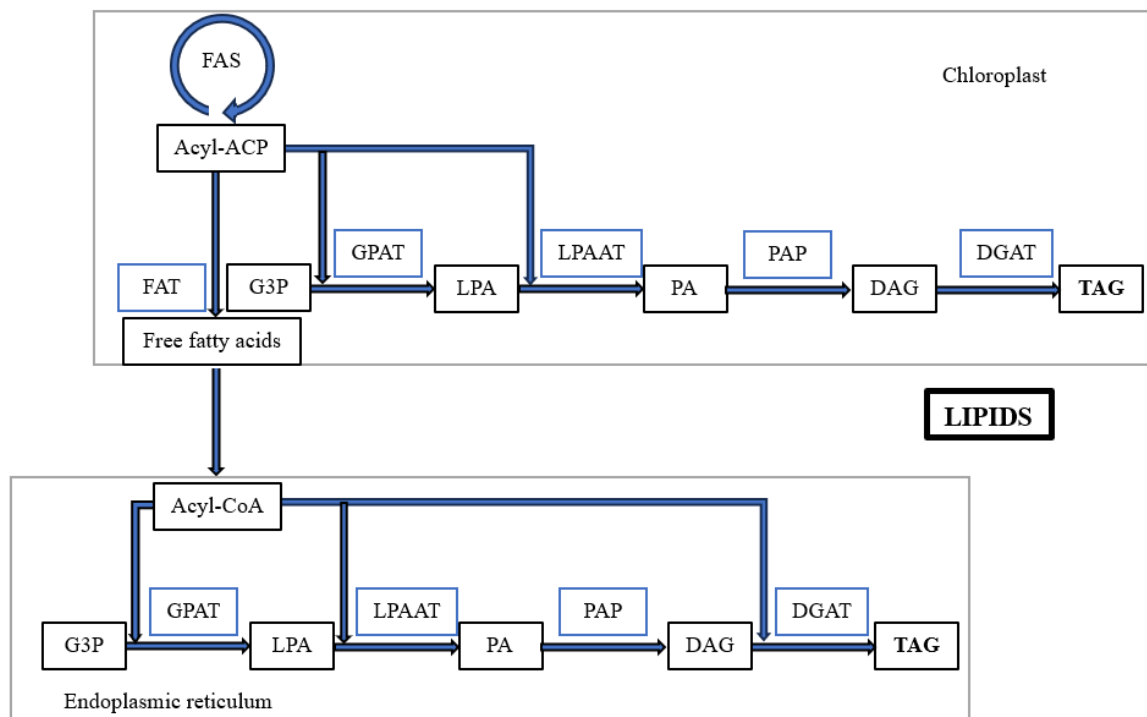 FAS
Chloroplast
Acyl-ACP
GPAT
LPAAT
PAP
DGAT
FAT
G3P
LPA
PA
DAG
TAG
Free fatty acids
LIPIDS
Acyl-CoA
GPAT
LPAAT
PAP
DGAT
G3P
LPA
PA
DAG
TAG
Endoplasmic reticulum